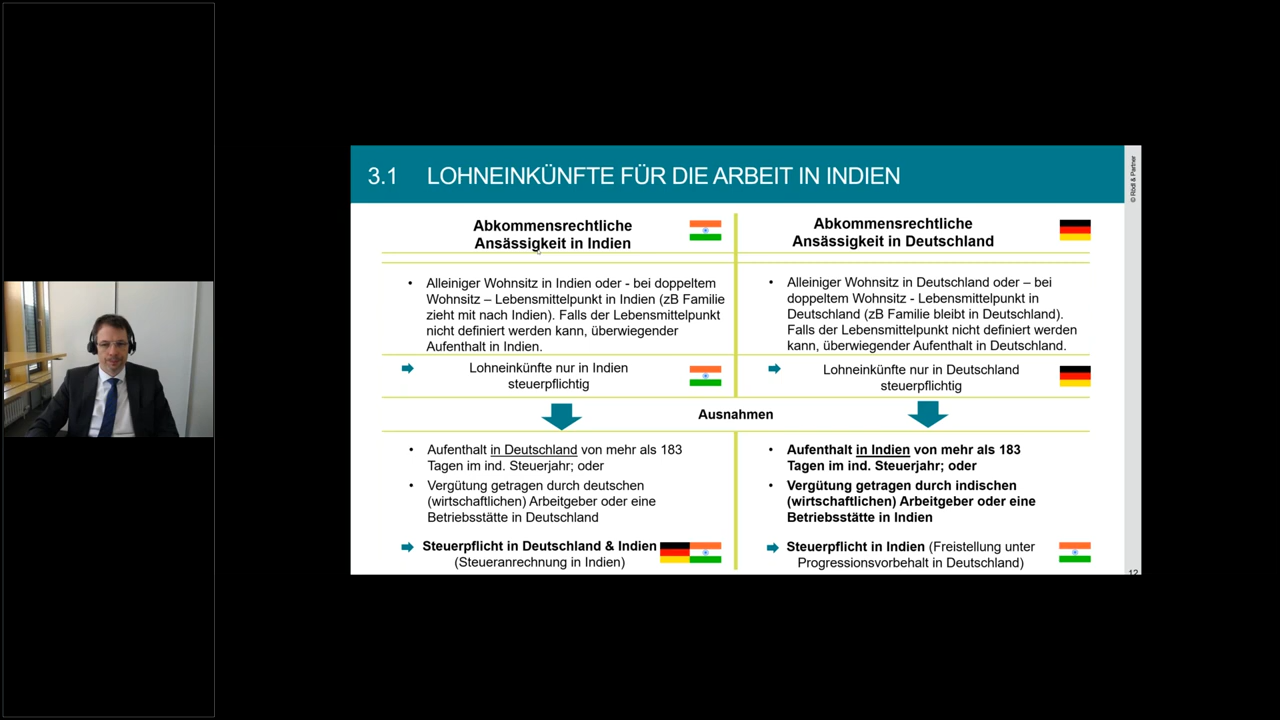 3.1 LOHNEINKÜNFTE FÜR DIE ARBEIT IN INDIEN
© Rödl & Partner
Abkommensrechtliche
Ansässigkeit in Indien
• Alleiniger Wohnsitz in Indien oder - bei doppeltem
Wohnsitz – Lebensmittelpunkt in Indien (zB Familie
zieht mit nach Indien). Falls der Lebensmittelpunkt
nicht definiert werden kann, überwiegender
Aufenthalt in Indien.
Lohneinkünfte nur in Indien
steuerpflichtig
Abkommensrechtliche
Ansässigkeit in Deutschland
• Alleiniger Wohnsitz in Deutschland oder – bei
doppeltem Wohnsitz - Lebensmittelpunkt in
Deutschland (zB Familie bleibt in Deutschland).
Falls der Lebensmittelpunkt nicht definiert werden
kann, überwiegender Aufenthalt in Deutschland.
Lohneinkünfte nur in Deutschland
steuerpflichtig
Ausnahmen
• Aufenthalt in Deutschland von mehr als 183
Tagen im ind. Steuerjahr; oder
• Vergütung getragen durch deutschen
(wirtschaftlichen) Arbeitgeber oder eine
Betriebsstätte in Deutschland
Steuerpflicht in Deutschland & Indien
(Steueranrechnung in Indien)
• Aufenthalt in Indien von mehr als 183
Tagen im ind. Steuerjahr; oder
• Vergütung getragen durch indischen
(wirtschaftlichen) Arbeitgeber oder eine
Betriebsstätte in Indien
Steuerpflicht in Indien (Freistellung unter
Progressionsvorbehalt in Deutschland)
12